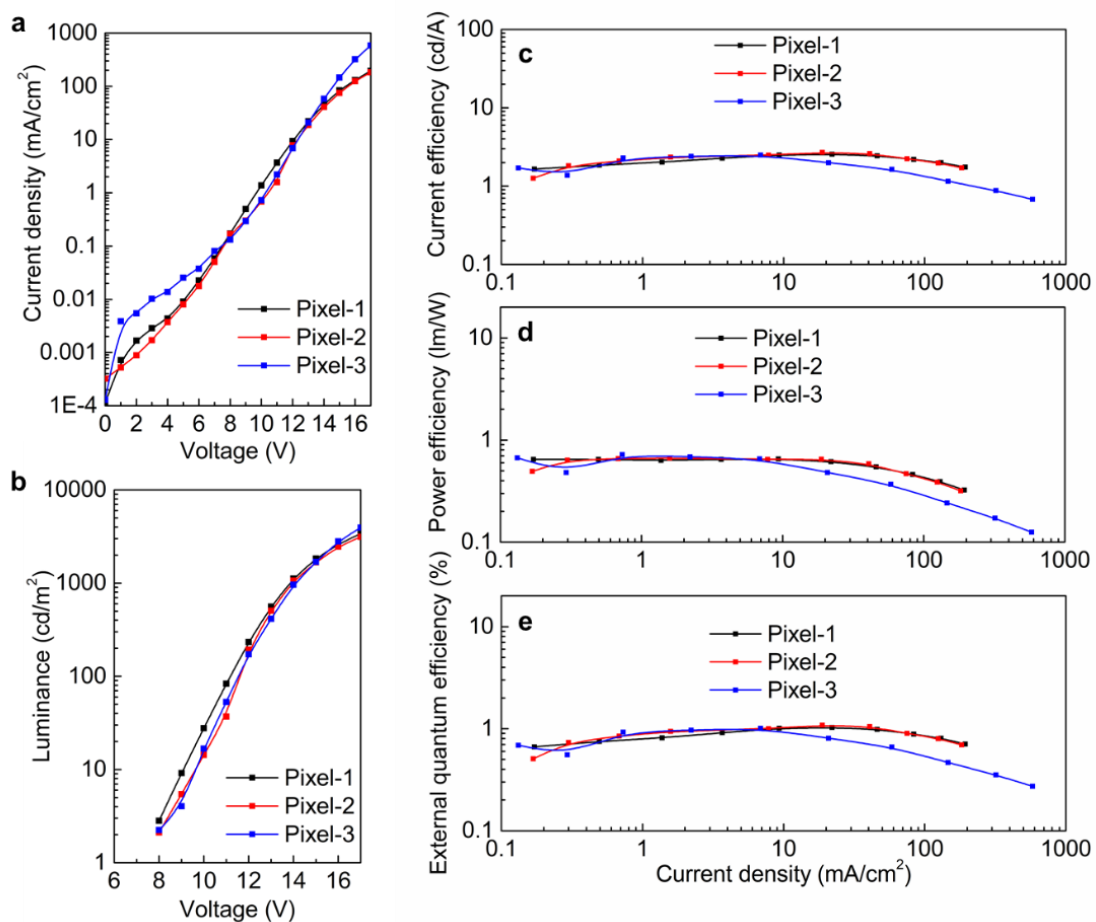 a
Current density (mA/cm²)
1000
100
10
1
0.1
0.01
0.001
1E-4
Pixel-1
Pixel-2
Pixel-3
0 2 4 6 8 10 12 14 16
Voltage (V)
b
Luminance (cd/m²)
10000
1000
100
10
1
Pixel-1
Pixel-2
Pixel-3
6 8 10 12 14 16
Voltage (V)
c
Current efficiency (cd/A)
100
10
1
0.1
Pixel-1
Pixel-2
Pixel-3
0.1 1 10 100 1000
d
Power efficiency (lm/W)
10
1
0.1
Pixel-1
Pixel-2
Pixel-3
0.1 1 10 100 1000
e
External quantum efficiency (%)
10
1
0.1
Pixel-1
Pixel-2
Pixel-3
0.1 1 10 100 1000
Current density (mA/cm²)